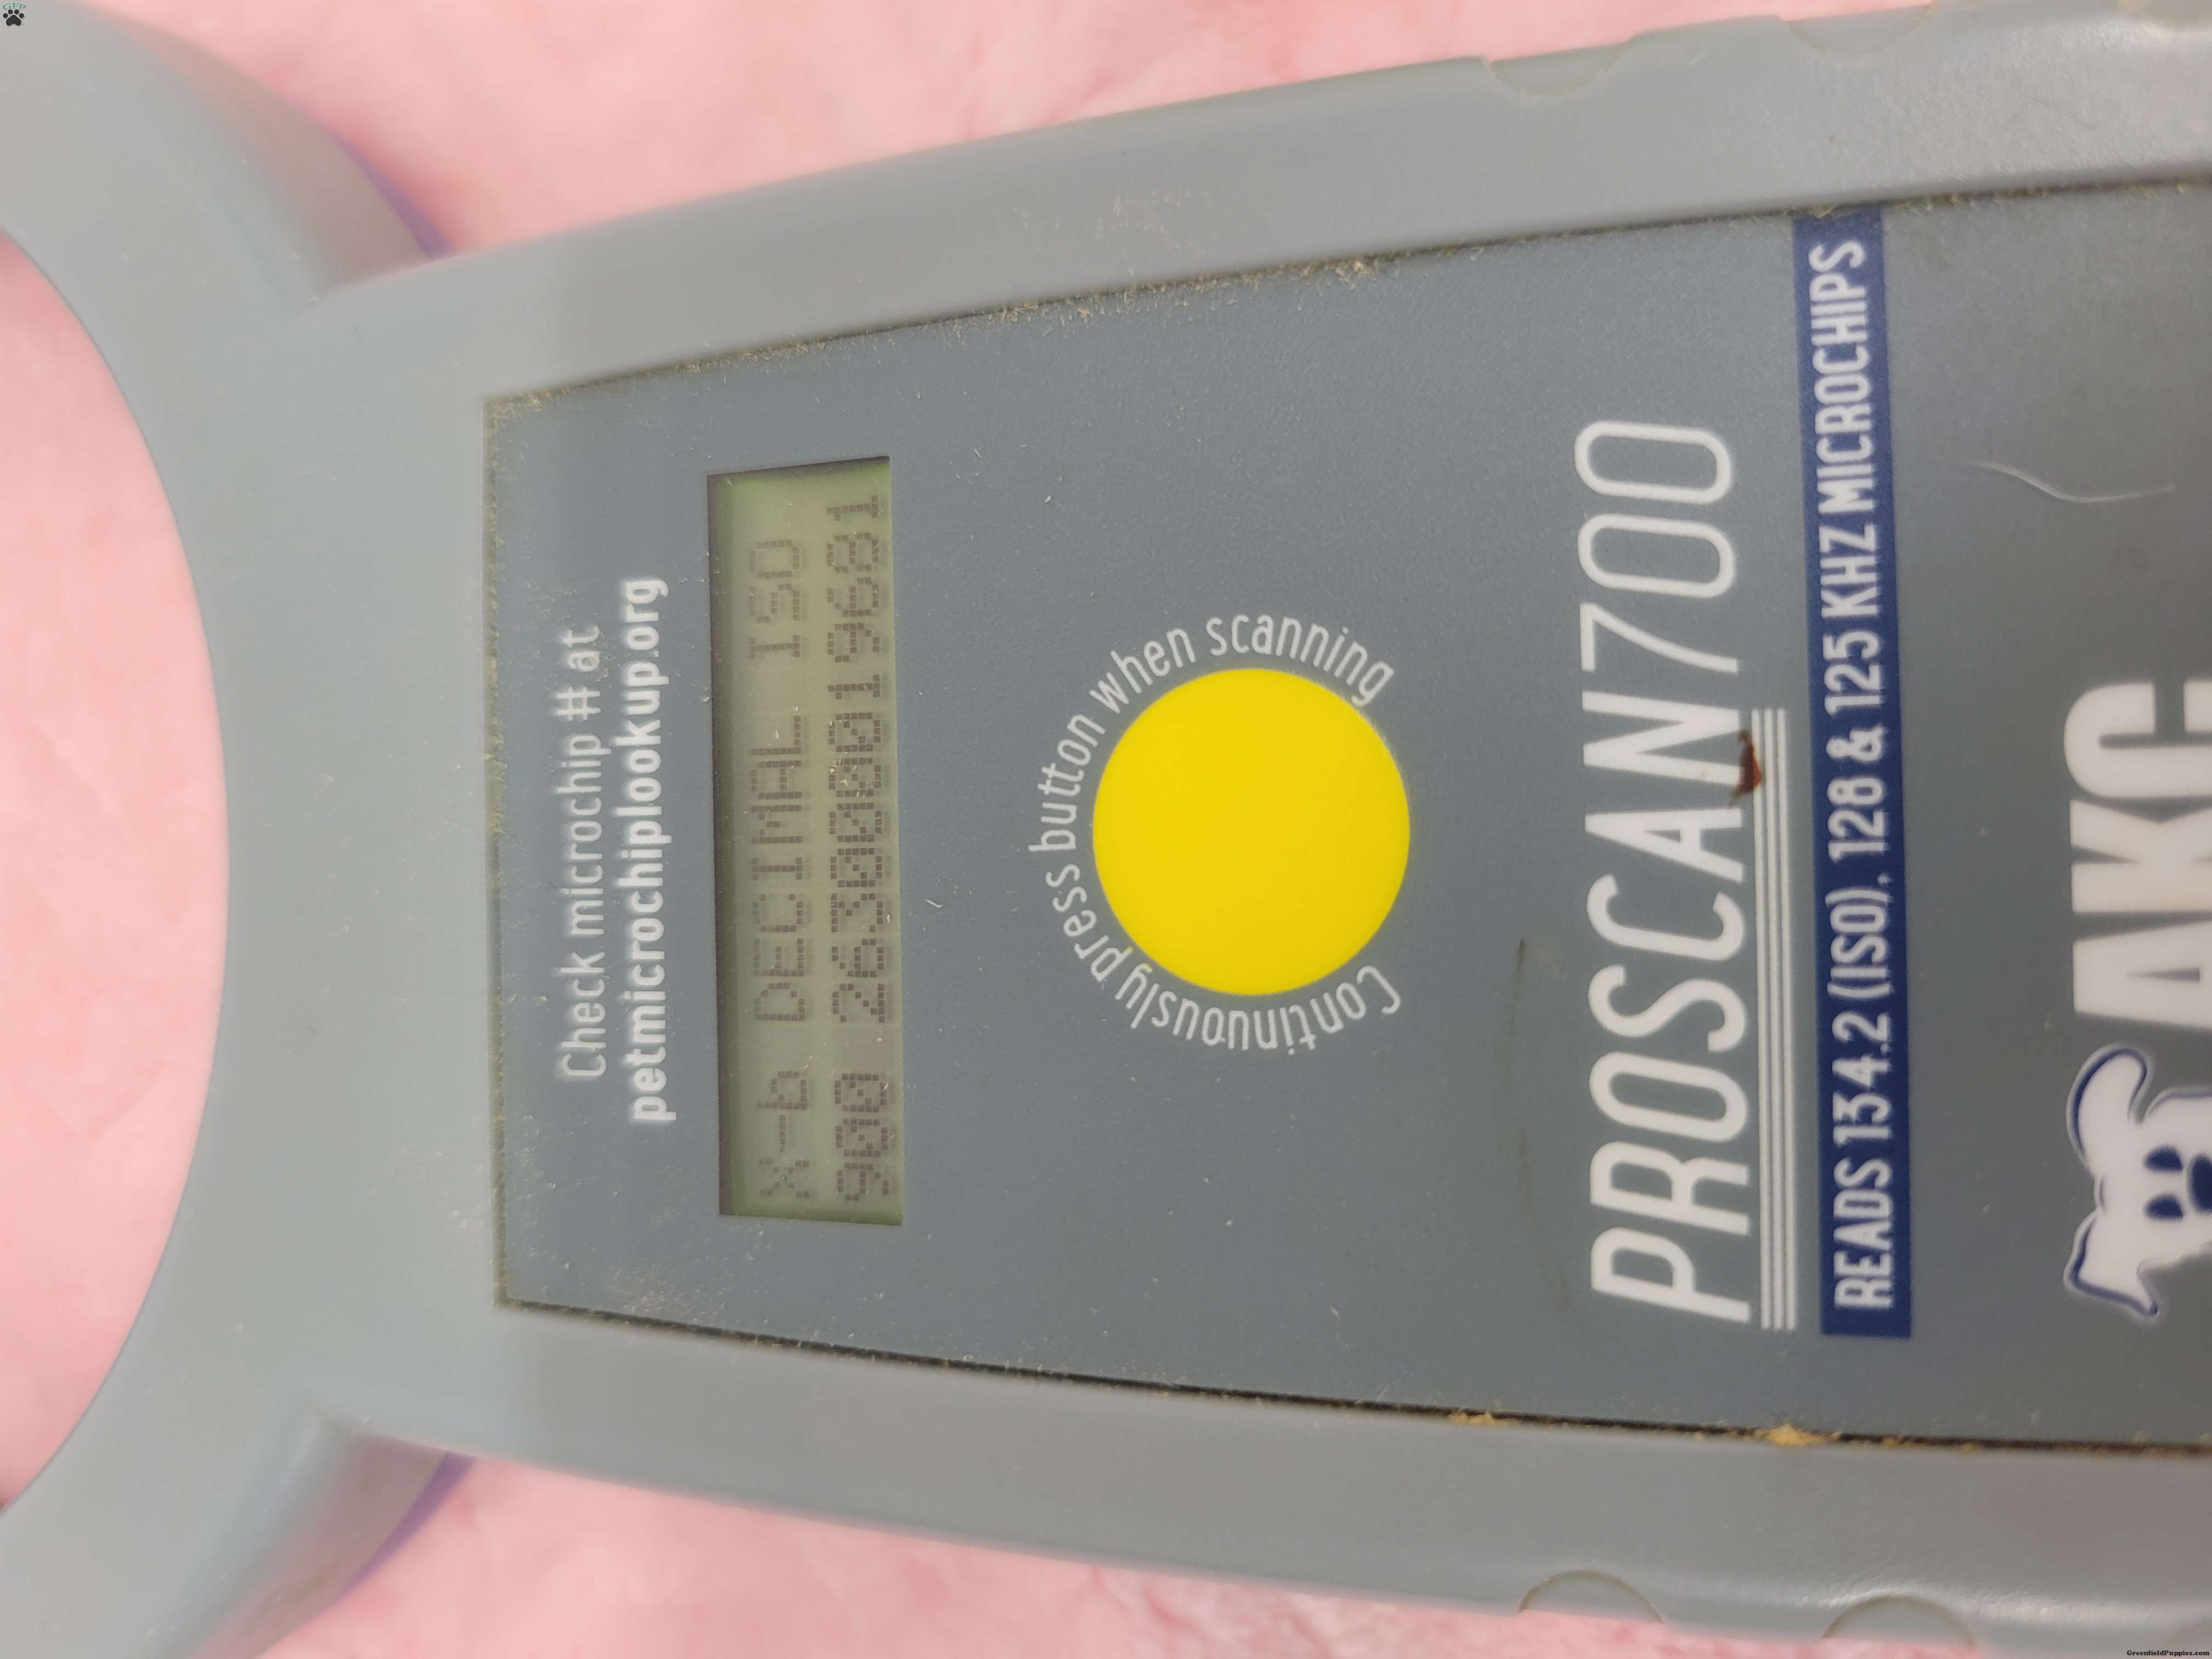 GFP
Check microchip # at
petmicrochiplookup.org
X-b DECIMAL ISO
900
Continuously press button when scanning
PROSCAN700
READS 134.2 (ISO), 128 & 125 KHZ MICROCHIPS
AKC
GreenfieldPuppies.com